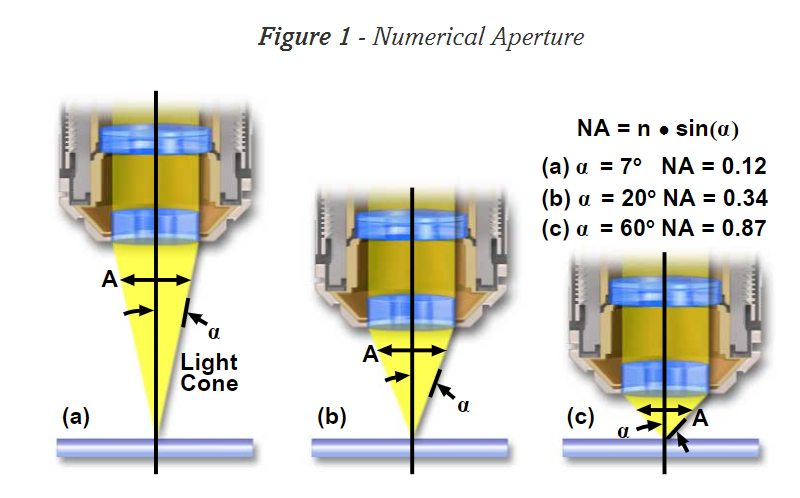 Figure 1 - Numerical Aperture
NA = n • sin(α)
(a) α = 7° NA = 0.12
(b) α = 20° NA = 0.34
(c) α = 60° NA = 0.87
A
α
Light
Cone
(a)
A
α
(b)
A
α
(c)